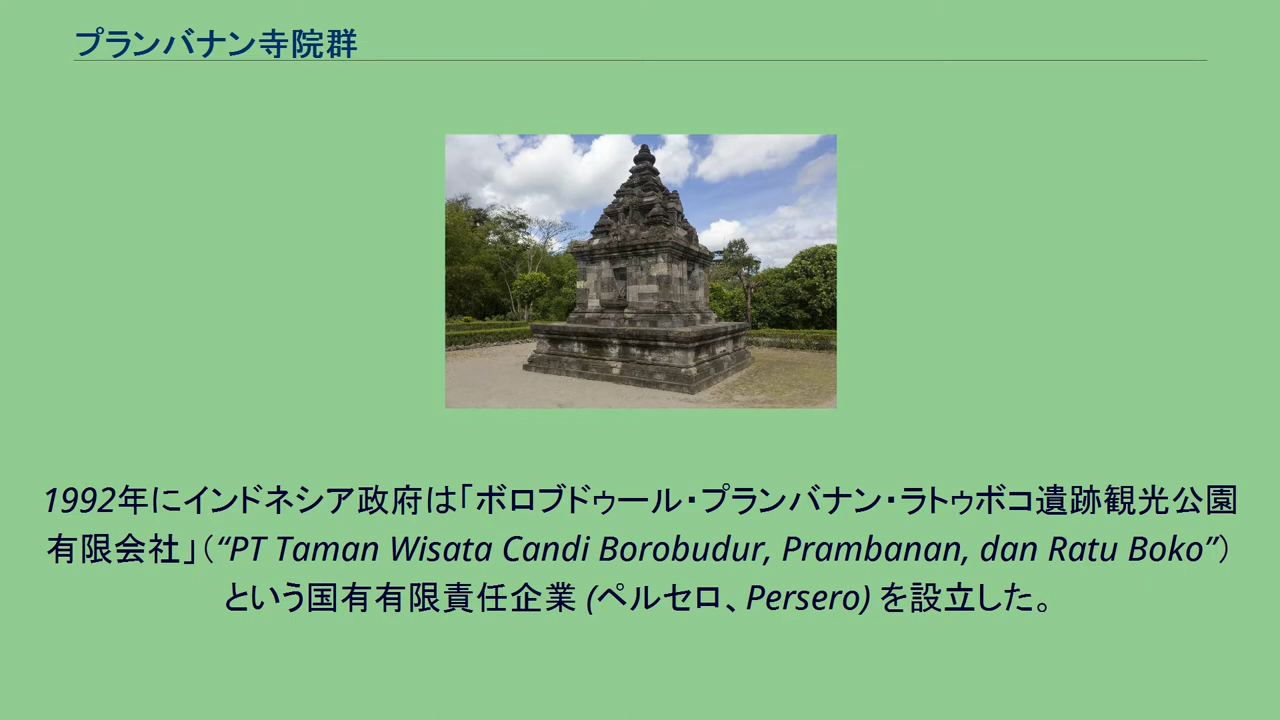 プランバナン寺院群
1992年にインドネシア政府は「ボロブドゥール・プランバナン・ラトゥボコ遺跡観光公園
有限会社」（“PT Taman Wisata Candi Borobudur, Prambanan, dan Ratu Boko”）
という国有有限責任企業 (ペルセロ、Persero) を設立した。